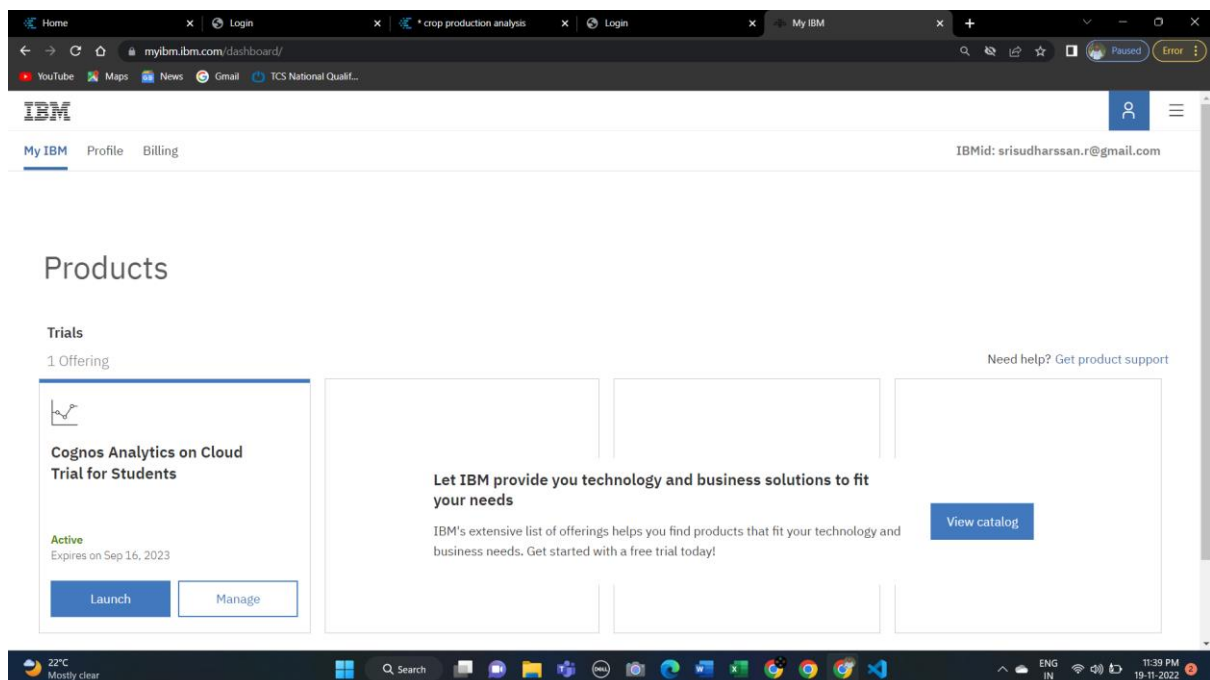 Home
Login
* crop production analysis
Login
My IBM
myibm.ibm.com/dashboard/
Paused
Error
YouTube
Maps
News
Gmail
TCS National Qualif...
IBM
My IBM
Profile
Billing
IBMid: srisudharssan.r@gmail.com
Products
Trials
1 Offering
Need help? Get product support
Cognos Analytics on Cloud
Trial for Students
Active
Expires on Sep 16, 2023
Launch
Manage
Let IBM provide you technology and business solutions to fit
your needs
IBM's extensive list of offerings helps you find products that fit your technology and
business needs. Get started with a free trial today!
View catalog
22°C
Mostly clear
Search
ENG
IN
11:39 PM
19-11-2022
2